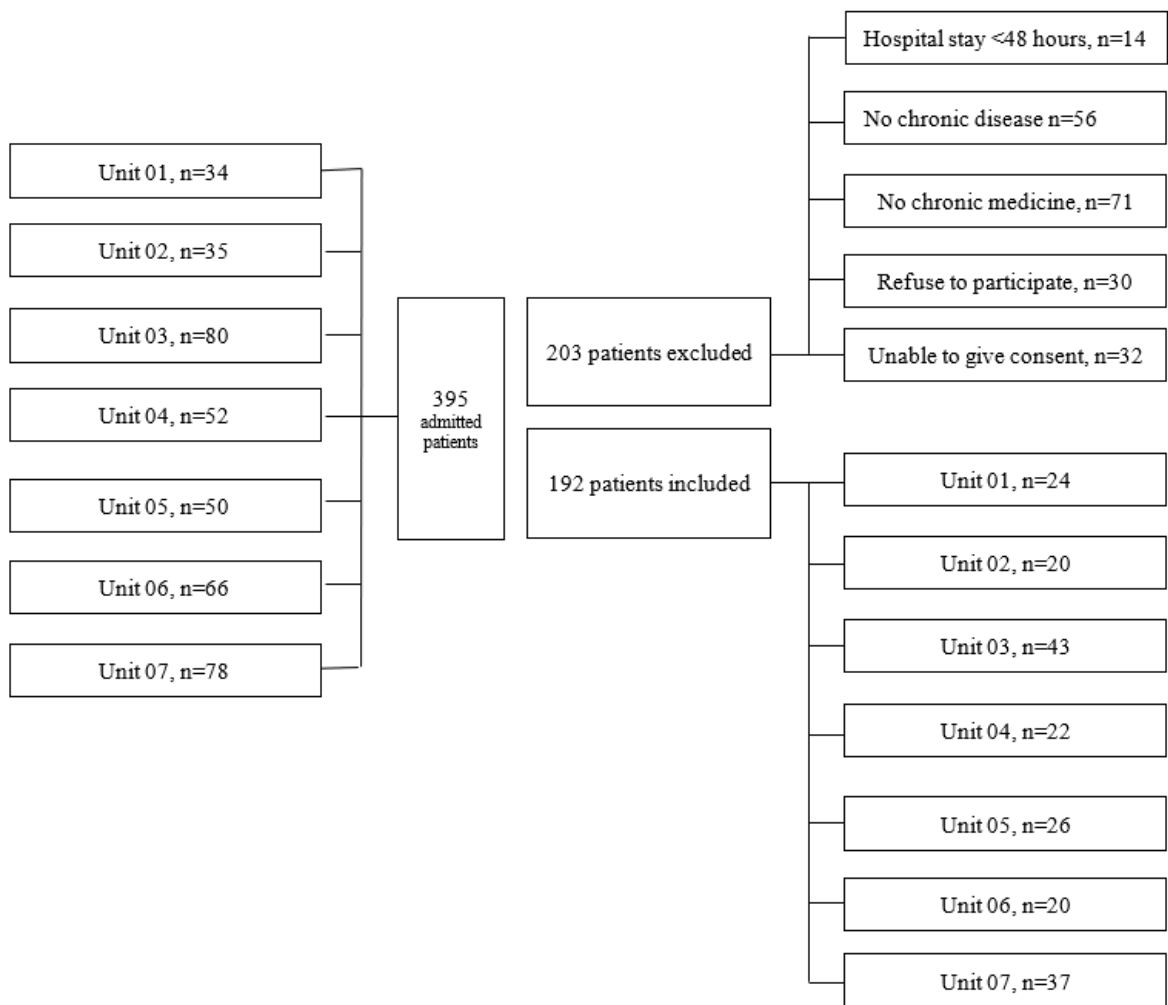 Unit 01, n=34
Unit 02, n=35
Unit 03, n=80
Unit 04, n=52
Unit 05, n=50
Unit 06, n=66
Unit 07, n=78
395
admitted
patients
203 patients excluded
192 patients included
Hospital stay <48 hours, n=14
No chronic disease n=56
No chronic medicine, n=71
Refuse to participate, n=30
Unable to give consent, n=32
Unit 01, n=24
Unit 02, n=20
Unit 03, n=43
Unit 04, n=22
Unit 05, n=26
Unit 06, n=20
Unit 07, n=37